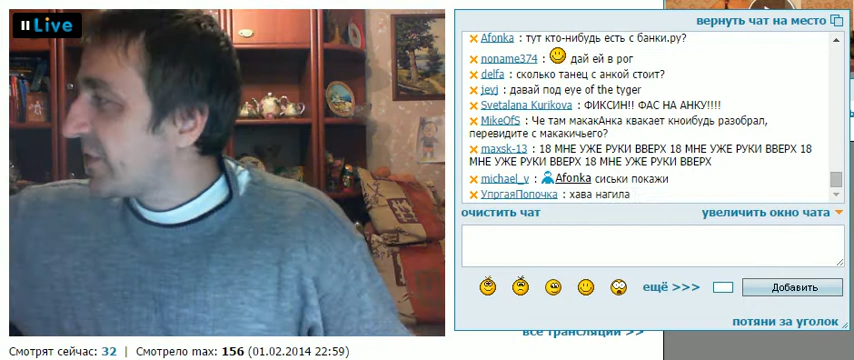 Live
вернуть чат на место
Afonka : тут кто-нибудь есть с банки.ру?
noname374 : дай ей в рог
delfa : сколько танец с анкой стоит?
jevj : давай под eye of the tyger
Svetalana Kurikova : ФИКСИН!! ФАС НА АНКУ!!!!
MikeOfS : Че там макакАнка квакает кноибудь разобрал,
перевидите с макакичьего?
maxsk-13 : 18 МНЕ УЖЕ РУКИ ВВЕРХ 18 МНЕ УЖЕ РУКИ ВВЕРХ 18
МНЕ УЖЕ РУКИ ВВЕРХ 18 МНЕ УЖЕ РУКИ ВВЕРХ
michael_v : Afonka сиськи покажи
УпргаяПопочка : хава нагила
очистить чат
увеличить окно чата
ещё >>>
Добавить
потяни за уголок
все трансляции >>
Смотрят сейчас: 32 | Смотрело max: 156 (01.02.2014 22:59)